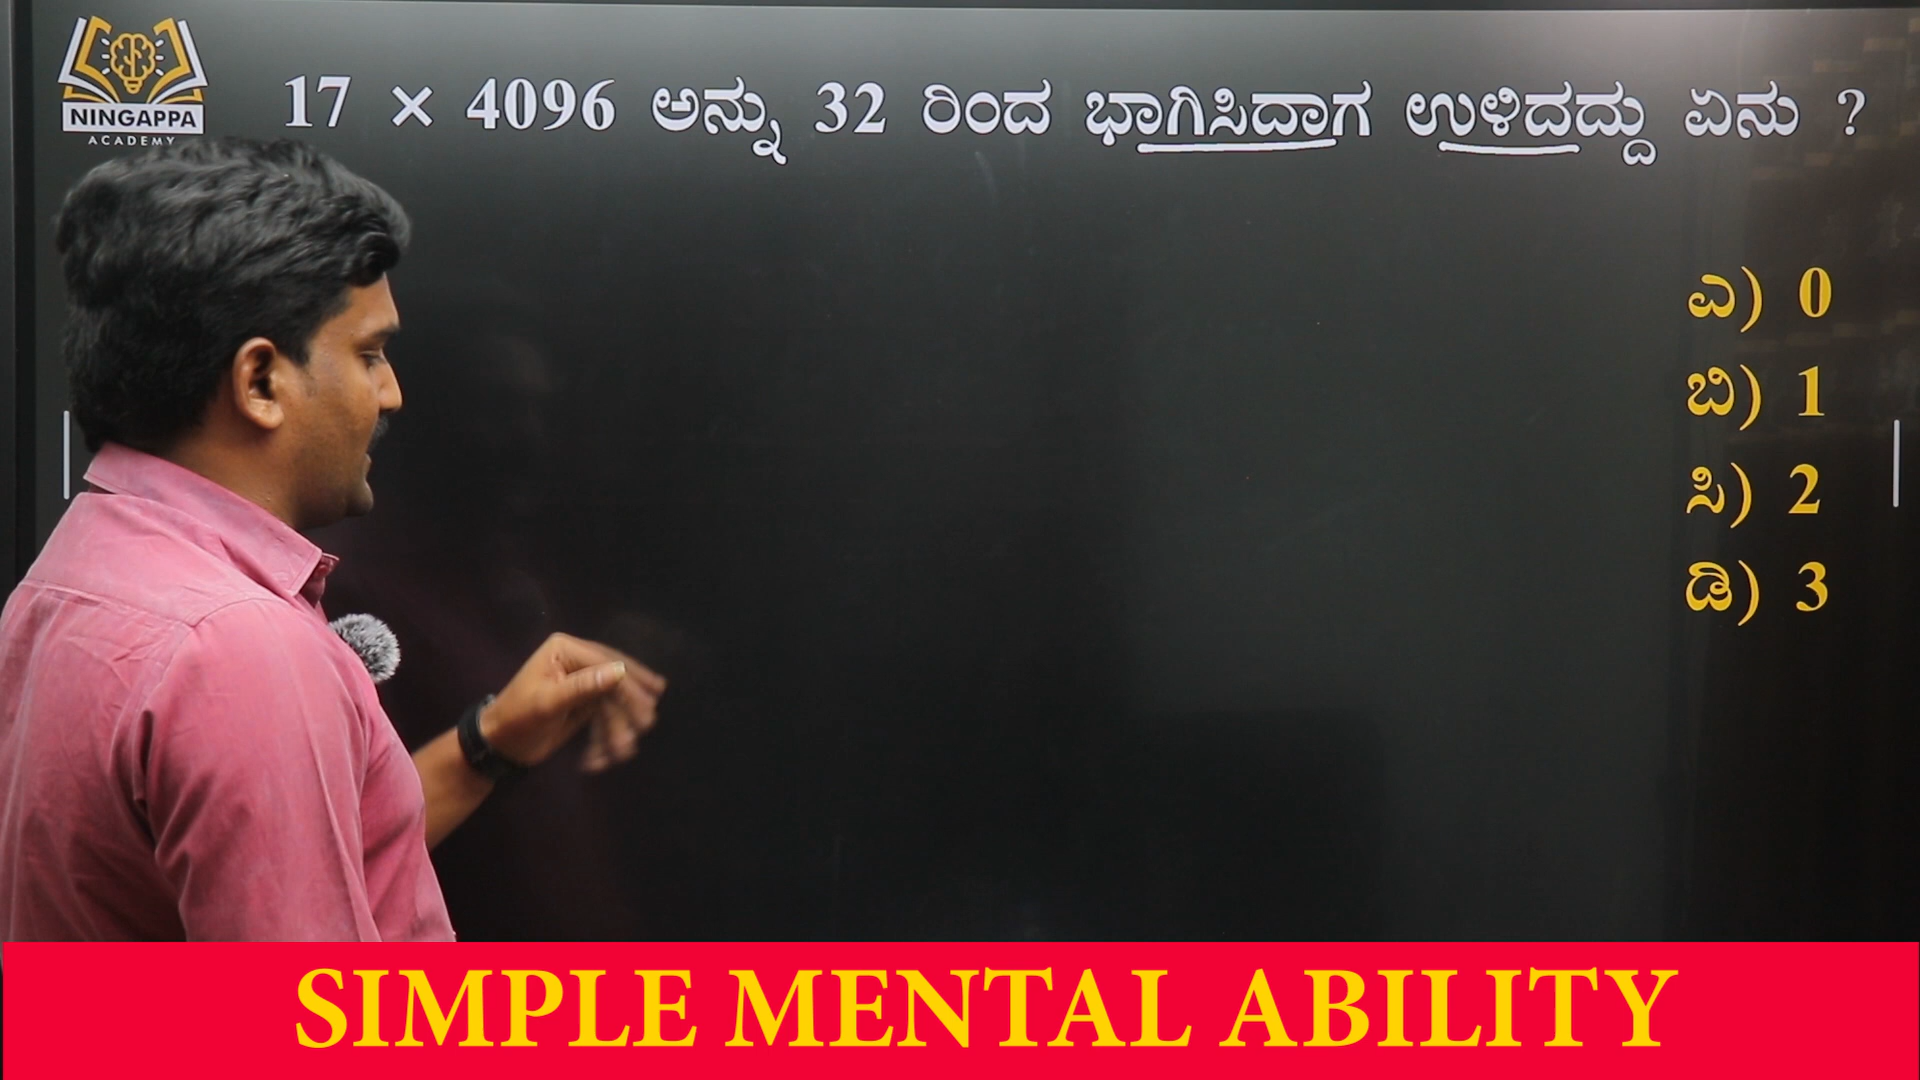 NINGAPPA
ACADEMY
17 × 4096 ಅನ್ನು 32 ರಿಂದ ಭಾಗಿಸಿದಾಗ ಉಳಿದದ್ದು ಏನು ?
ಎ) 0
ಬಿ) 1
ಸಿ) 2
ಡಿ) 3
SIMPLE MENTAL ABILITY